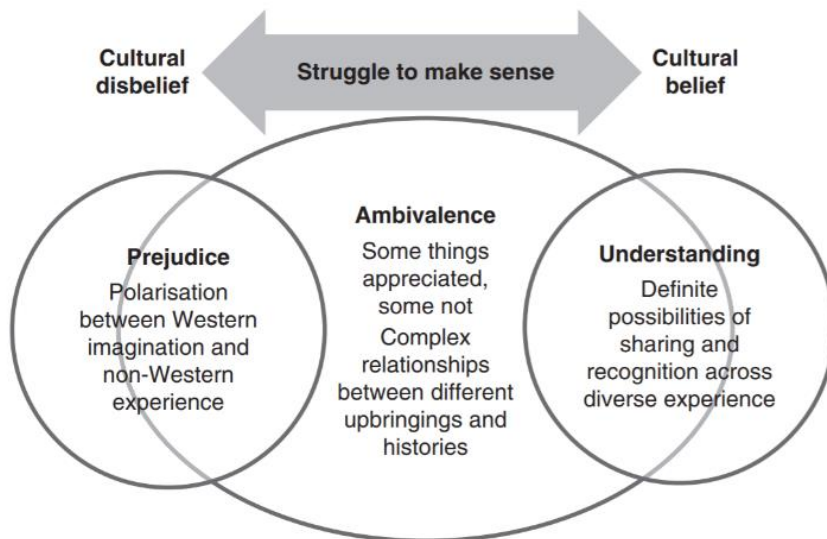 Cultural
disbelief
Struggle to make sense
Cultural
belief
Prejudice
Polarisation
between Western
imagination and
non-Western
experience
Ambivalence
Some things
appreciated,
some not
Complex
relationships
between different
upbringings and
histories
Understanding
Definite
possibilities of
sharing and
recognition across
diverse experience